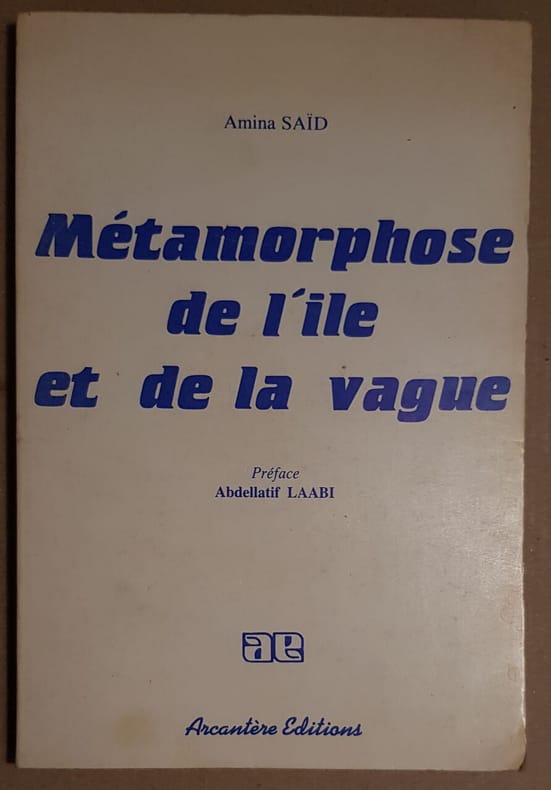 Amina SAÏD
Métamorphose
de l'ile
et de la vague
Préface
Abdellatif LAABI
ae
Arcantère Editions